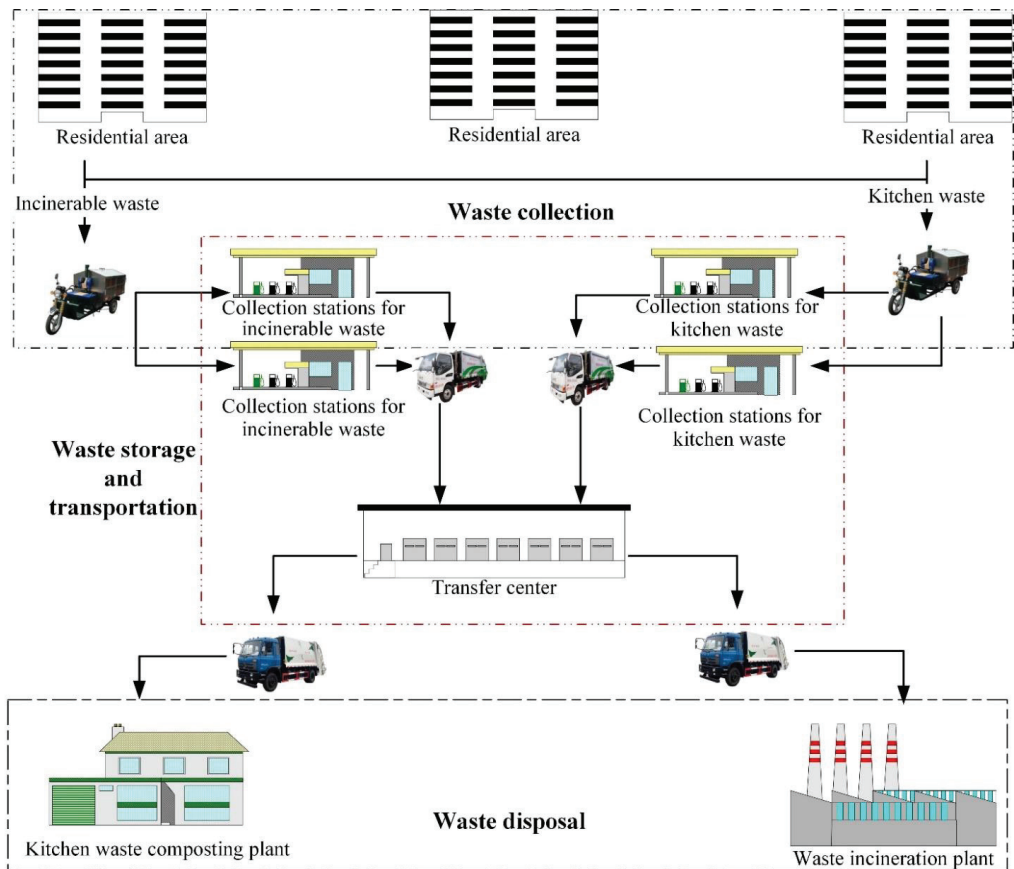 Residential area
Residential area
Residential area
Incinerable waste
Kitchen waste
Waste collection
Collection stations for
incinerable waste
Collection stations for
kitchen waste
Collection stations for
incinerable waste
Collection stations for
kitchen waste
Waste storage
and
transportation
Transfer center
Kitchen waste composting plant
Waste disposal
Waste incineration plant